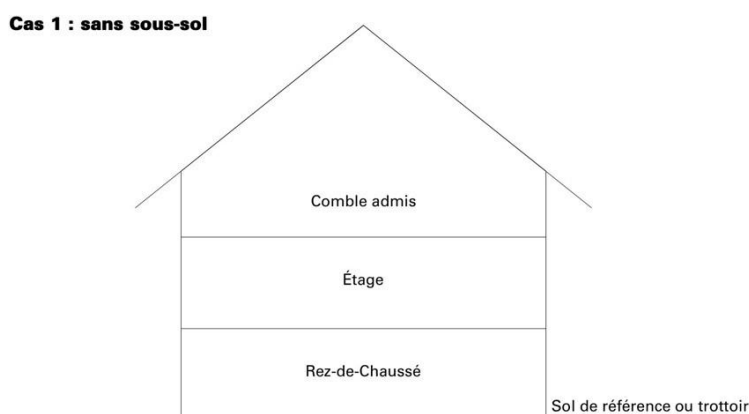 Cas 1 : sans sous-sol
Comble admis
Étage
Rez-de-Chaussé
Sol de référence ou trottoir